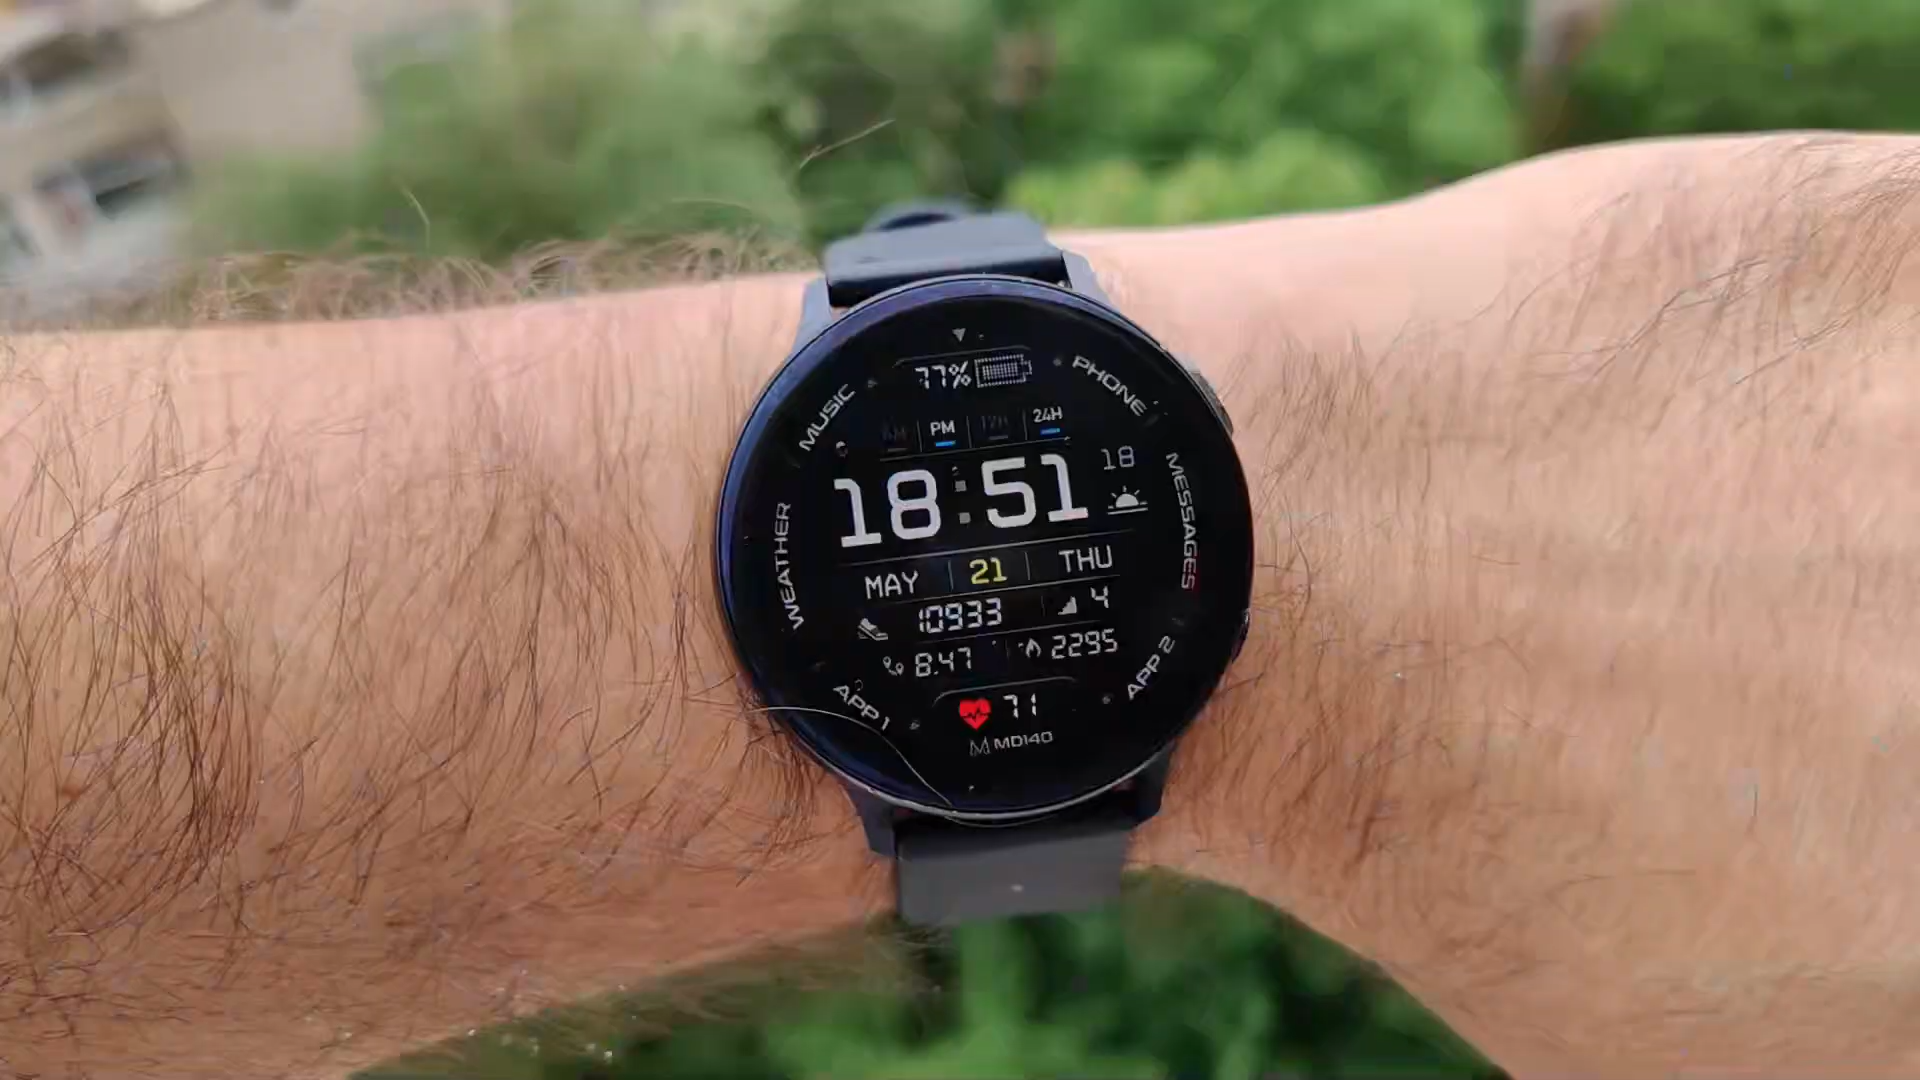 77%
MUSIC
PHONE
AM PM 12H 24H
18:51
18
WEATHER
MESSAGES
MAY 21 THU
10933 4
8.47 2295
APP 1
APP 2
71
MD140